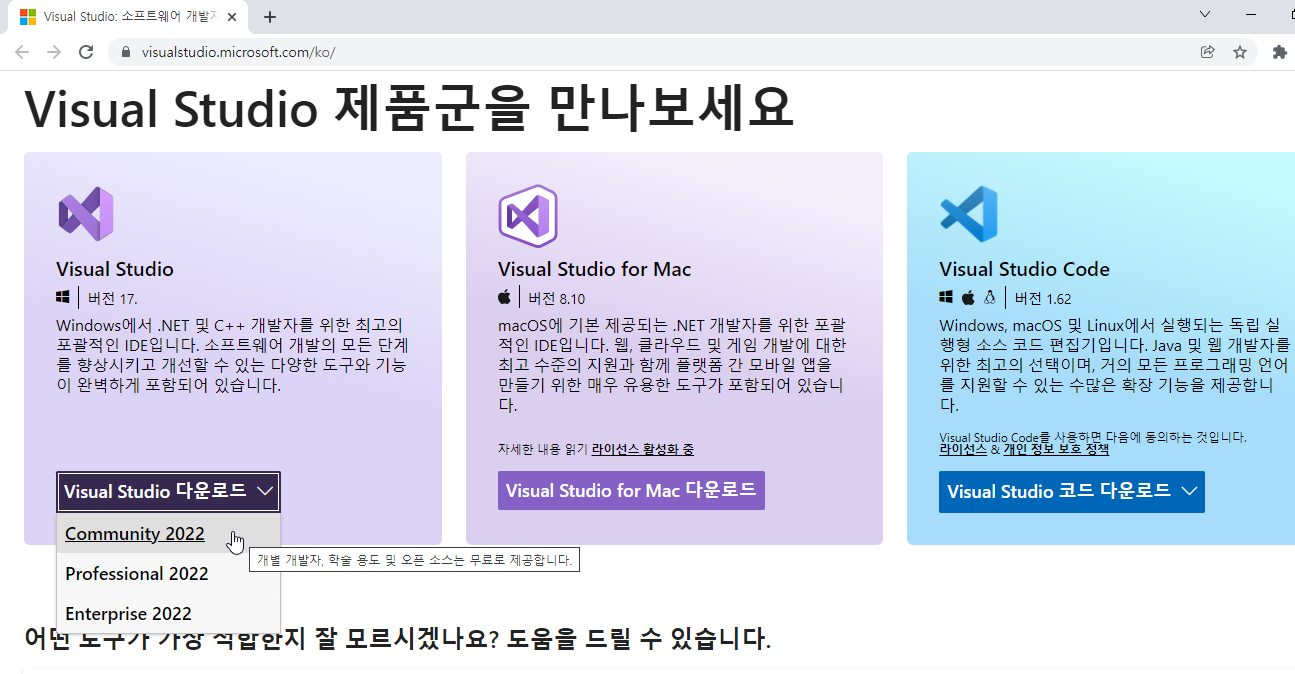 Visual Studio: 소프트웨어 개발자
visualstudio.microsoft.com/ko/
Visual Studio 제품군을 만나보세요
Visual Studio
버전 17.
Windows에서 .NET 및 C++ 개발자를 위한 최고의
포괄적인 IDE입니다. 소프트웨어 개발의 모든 단계
를 향상시키고 개선할 수 있는 다양한 도구와 기능
이 완벽하게 포함되어 있습니다.
Visual Studio 다운로드
Community 2022
Professional 2022
Enterprise 2022
개별 개발자, 학술 용도 및 오픈 소스는 무료로 제공합니다.
Visual Studio for Mac
버전 8.10
macOS에 기본 제공되는 .NET 개발자를 위한 포괄
적인 IDE입니다. 웹, 클라우드 및 게임 개발에 대한
최고 수준의 지원과 함께 플랫폼 간 모바일 앱을
만들기 위한 매우 유용한 도구가 포함되어 있습니
다.
자세한 내용 읽기 라이선스 활성화 중
Visual Studio for Mac 다운로드
Visual Studio Code
버전 1.62
Windows, macOS 및 Linux에서 실행되는 독립 실
행형 소스 코드 편집기입니다. Java 및 웹 개발자를
위한 최고의 선택이며, 거의 모든 프로그래밍 언어
를 지원할 수 있는 수많은 확장 기능을 제공합니
다.
Visual Studio Code를 사용하면 다음에 동의하는 것입니다.
라이선스 & 개인 정보 보호 정책
Visual Studio 코드 다운로드
어떤 도구가 가장 적합한지 잘 모르시겠나요? 도움을 드릴 수 있습니다.